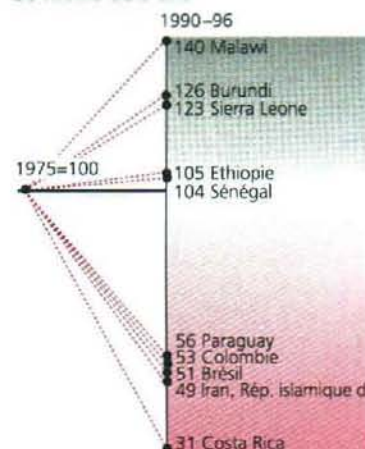 1990–96
140 Malawi
126 Burundi
123 Sierra Leone
1975=100
105 Ethiopie
104 Sénégal
56 Paraguay
53 Colombie
51 Brésil
49 Iran, Rép. islamique d
31 Costa Rica